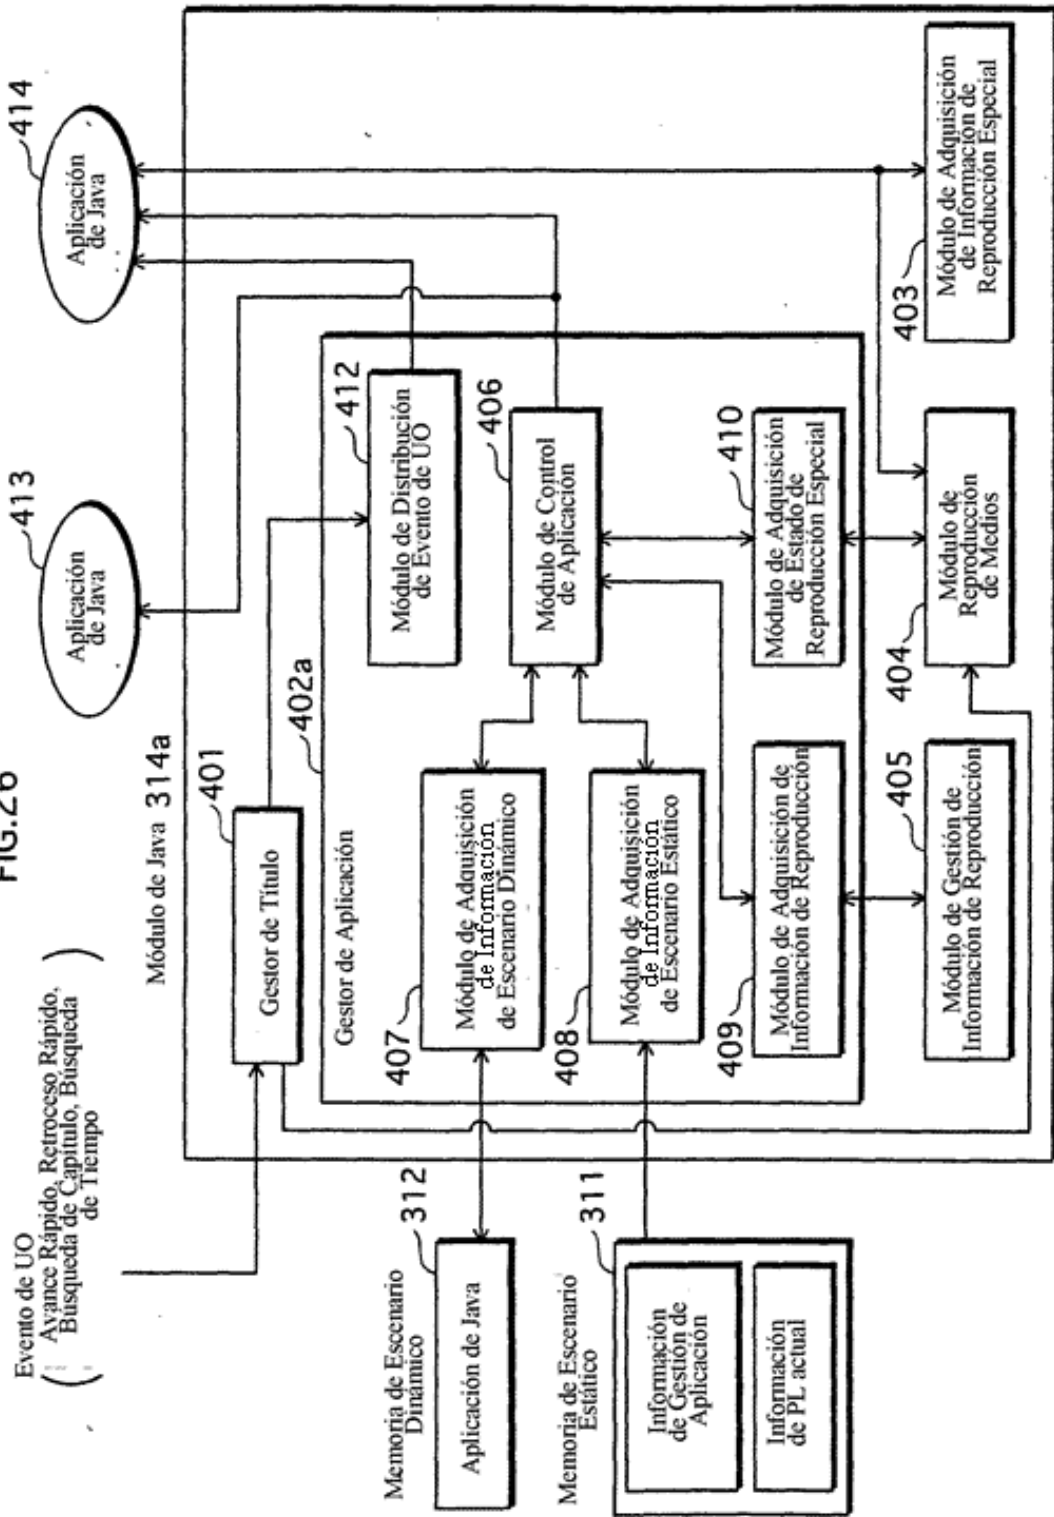 FIG.26
Evento de UO
Avance Rápido, Retroceso Rápido,
Búsqueda de Capítulo, Búsqueda
de Tiempo
Módulo de Java 314a
413
Aplicación
de Java
414
Aplicación
de Java
401
Gestor de Título
402a
Gestor de Aplicación
412
Módulo de Distribución
de Evento de UO
Memoria de Escenario
Dinámico
312
Aplicación de Java
407
Módulo de Adquisición
de Información
de Escenario Dinámico
406
Módulo de Control
de Aplicación
Memoria de Escenario
Estático
311
Información
de Gestión de
Aplicación
Información
de PL actual
408
Módulo de Adquisición
de Información
de Escenario Estático
409
Módulo de Adquisición de
Información de Reproducción
410
Módulo de Adquisición
de Estado de
Reproducción Especial
405
Módulo de Gestión de
Información de Reproducción
404
Módulo de
Reproducción
de Medios
403
Módulo de Adquisición
de Información de
Reproducción Especial